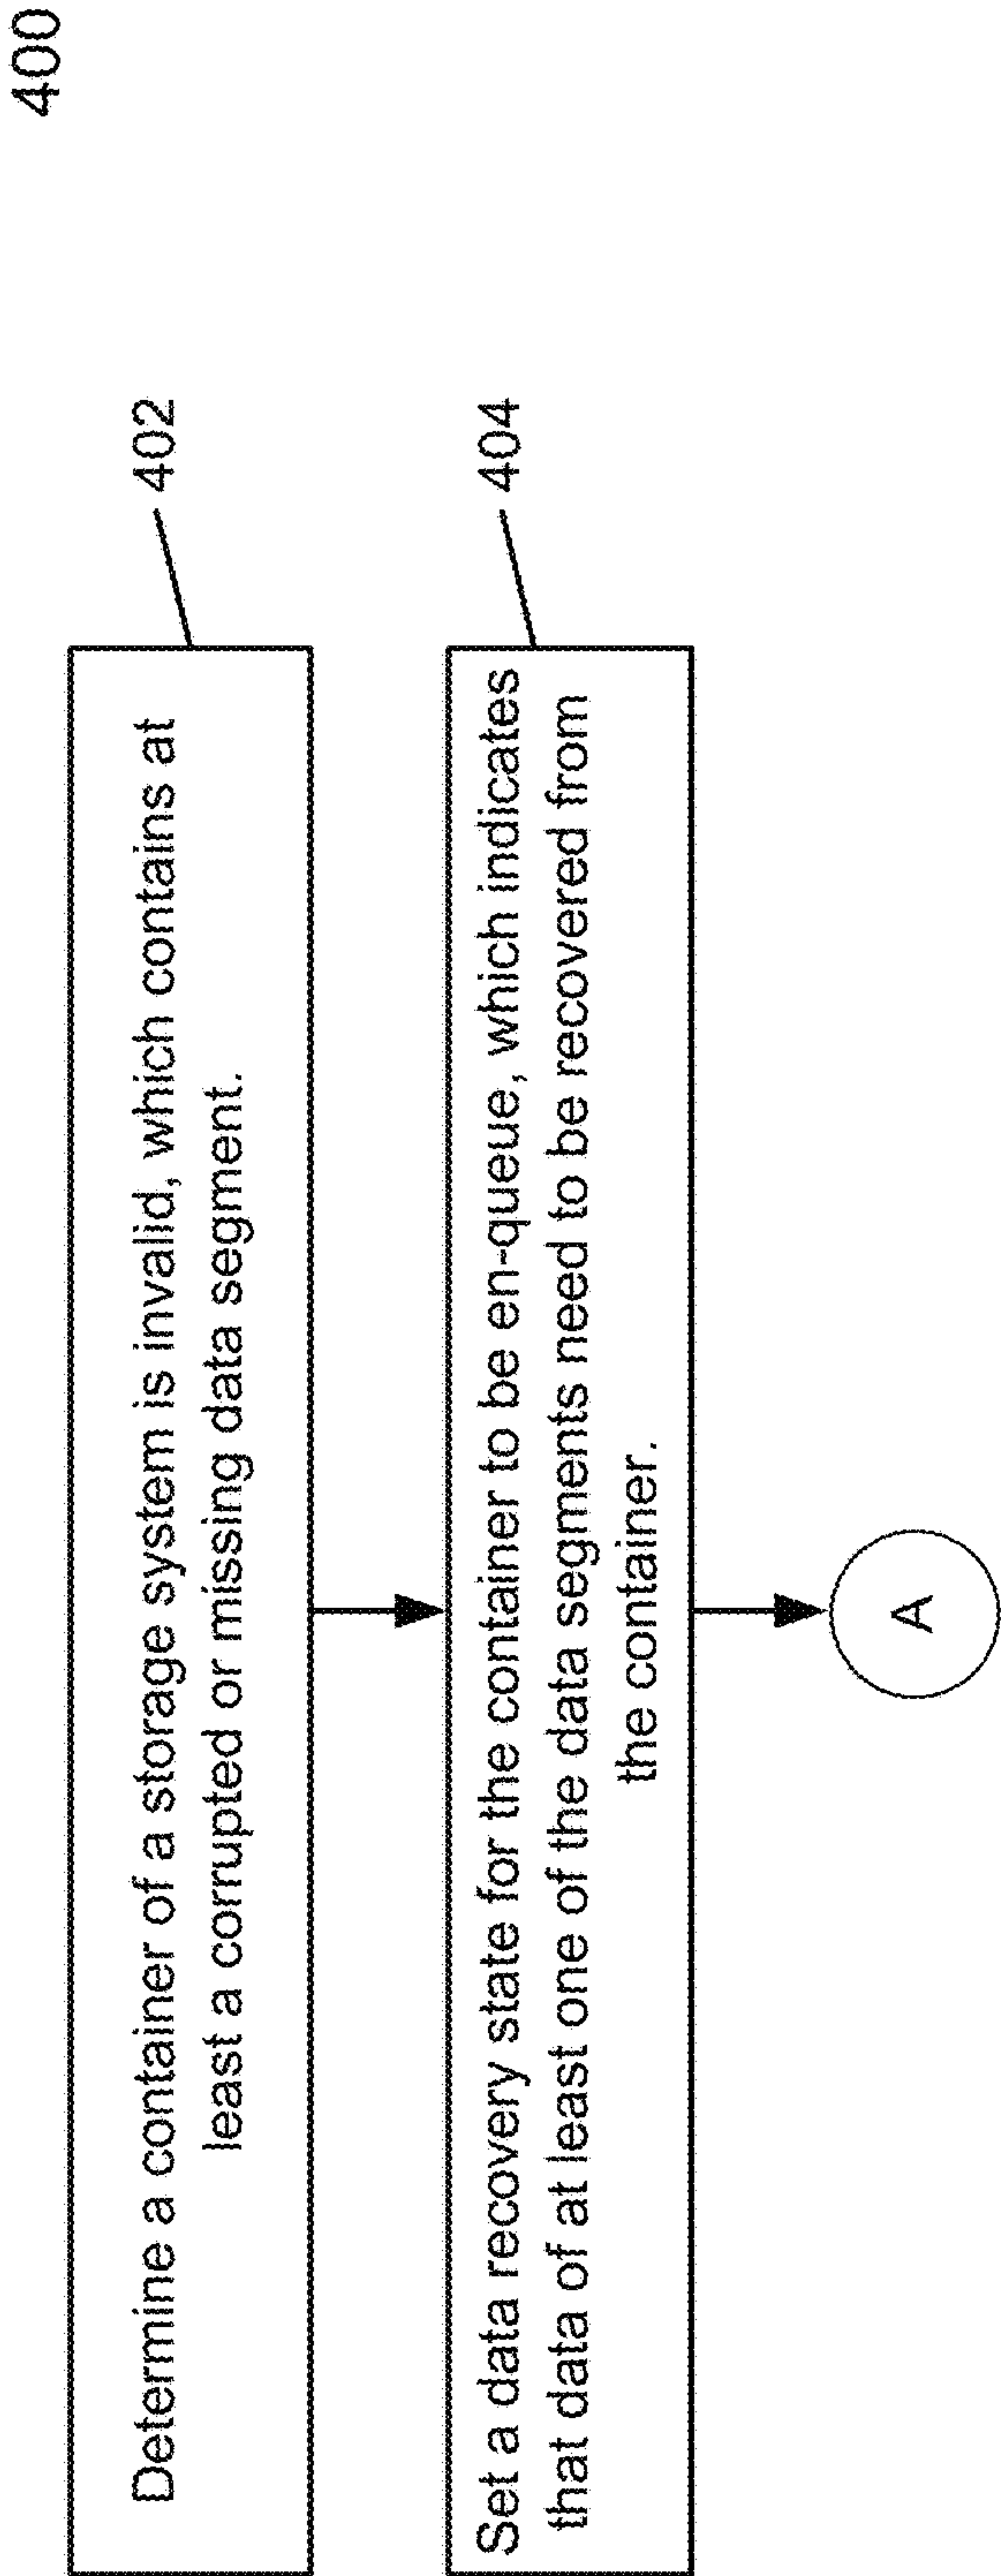 400
Determine a container of a storage system is invalid, which contains at
least a corrupted or missing data segment.
402
Set a data recovery state for the container to be en-queue, which indicates
that data of at least one of the data segments need to be recovered from
the container.
404
A